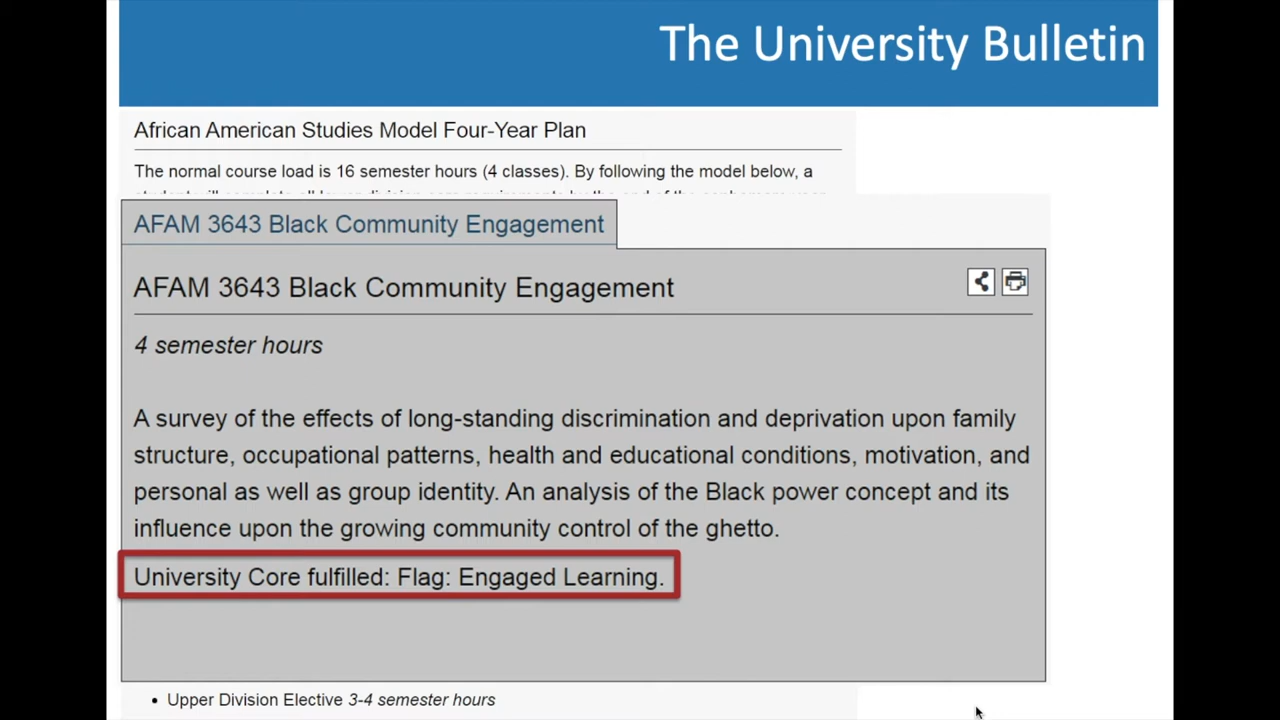 The University Bulletin
African American Studies Model Four-Year Plan
The normal course load is 16 semester hours (4 classes). By following the model below, a
AFAM 3643 Black Community Engagement
AFAM 3643 Black Community Engagement
4 semester hours
A survey of the effects of long-standing discrimination and deprivation upon family
structure, occupational patterns, health and educational conditions, motivation, and
personal as well as group identity. An analysis of the Black power concept and its
influence upon the growing community control of the ghetto.
University Core fulfilled: Flag: Engaged Learning.
• Upper Division Elective 3-4 semester hours